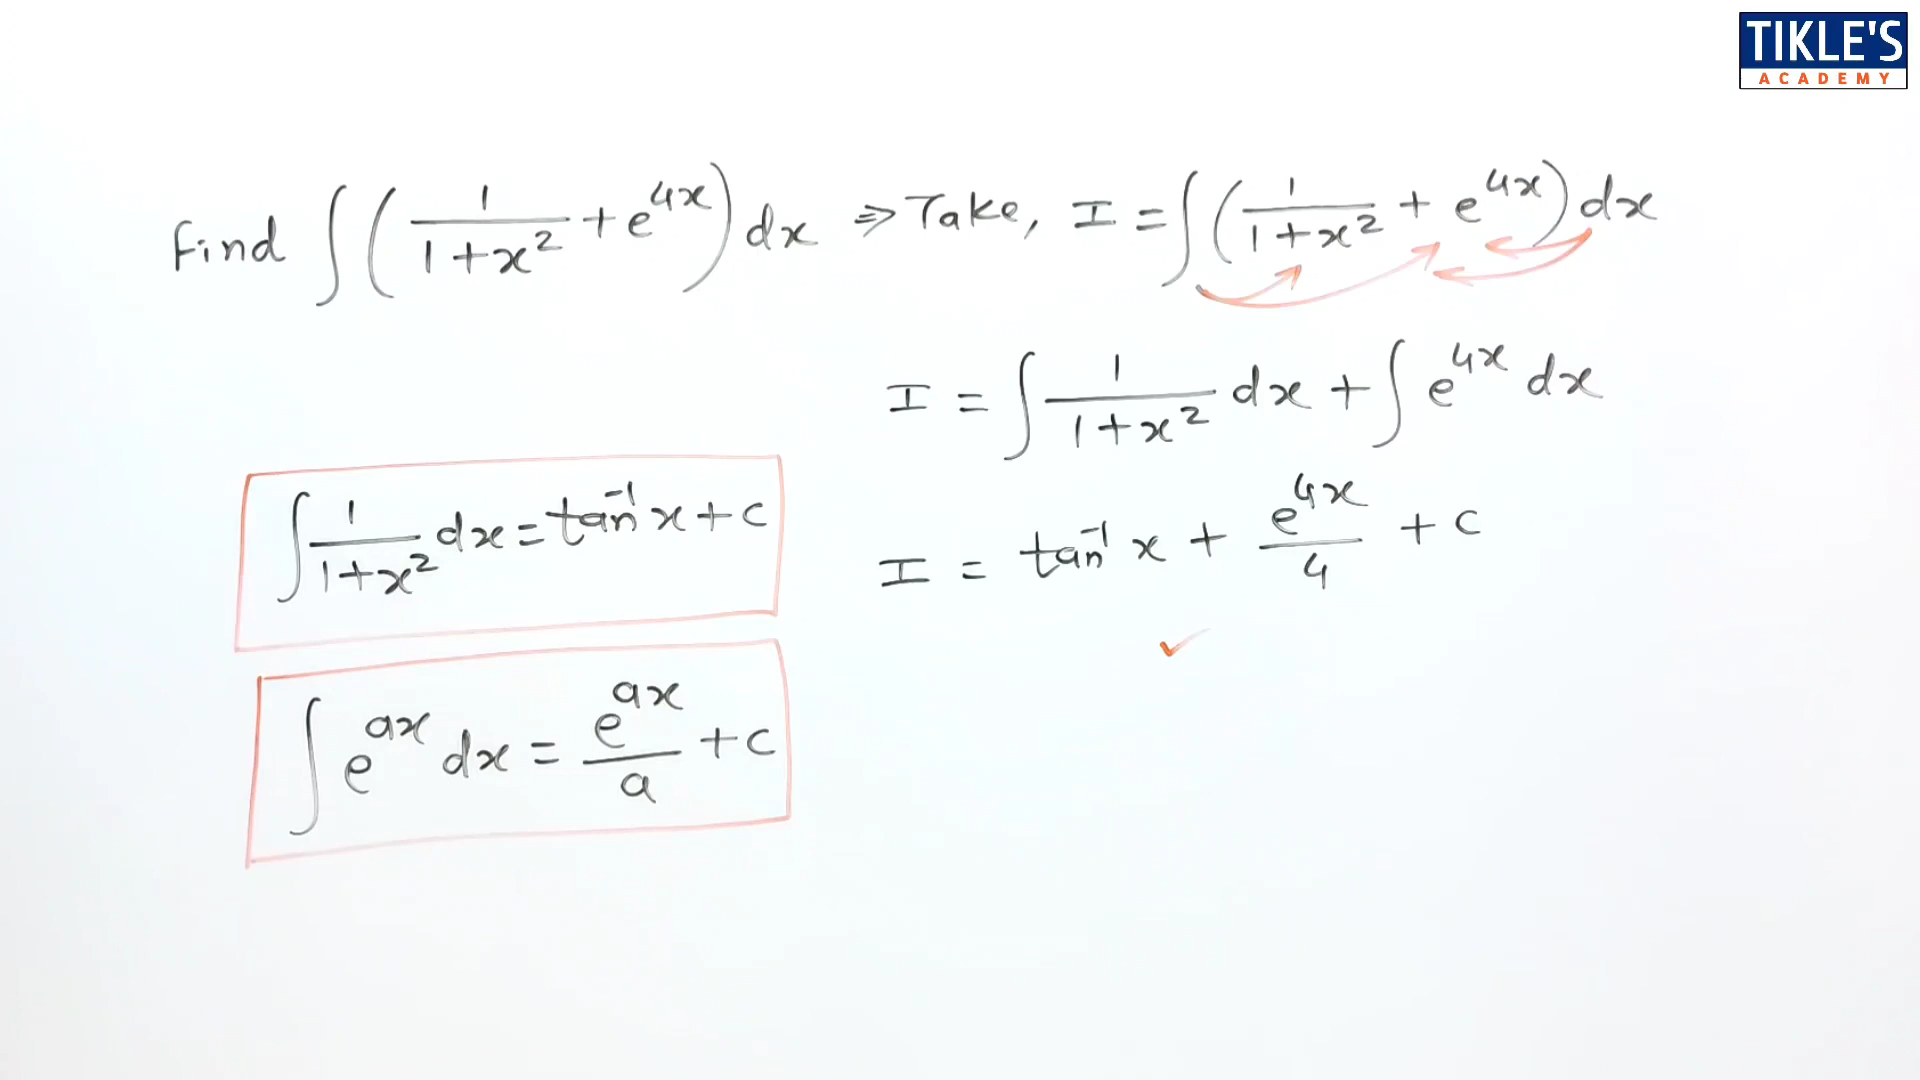 TIKLE'S
ACADEMY
Find ∫ ( 1/(1+x²) + e^(4x) ) dx ⇒ Take, I = ∫ ( 1/(1+x²) + e^(4x) ) dx
I = ∫ 1/(1+x²) dx + ∫ e^(4x) dx
∫ 1/(1+x²) dx = tan⁻¹ x + c
I = tan⁻¹ x + e^(4x)/4 + c
∫ e^(ax) dx = e^(ax)/a + c